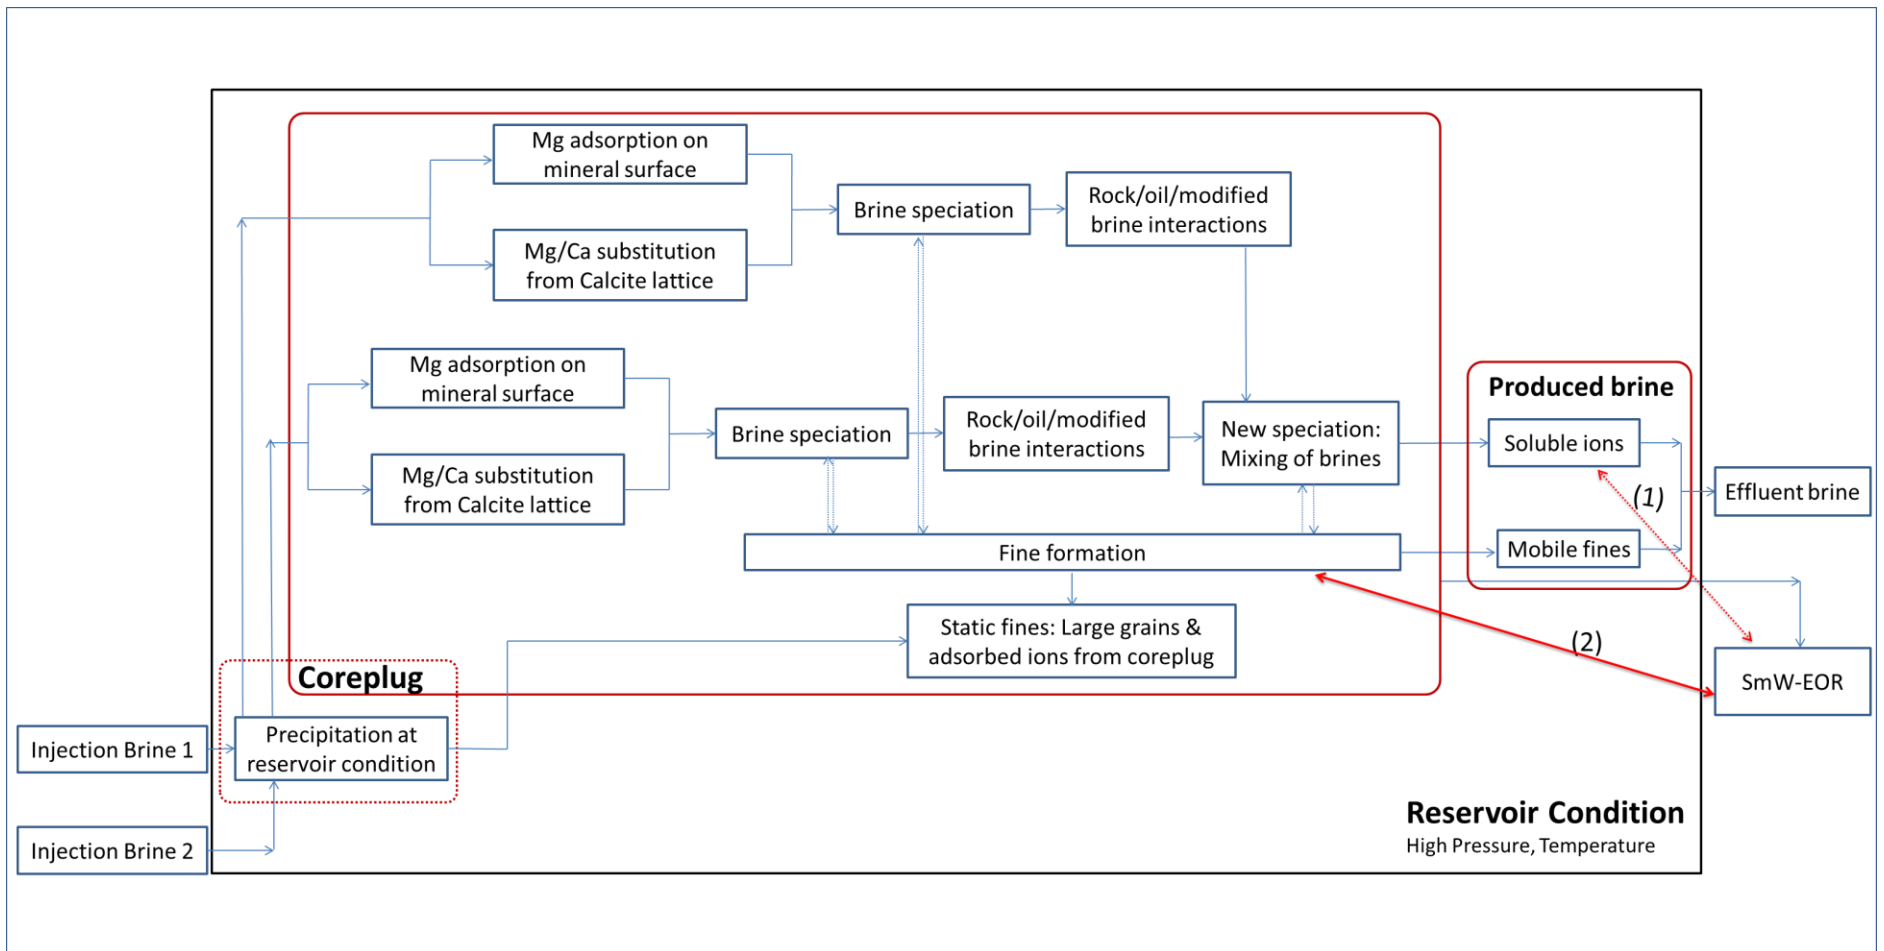 Mg adsorption on
mineral surface
Mg/Ca substitution
from Calcite lattice
Brine speciation
Rock/oil/modified
brine interactions
Mg adsorption on
mineral surface
Mg/Ca substitution
from Calcite lattice
Brine speciation
Rock/oil/modified
brine interactions
New speciation:
Mixing of brines
Produced brine
Soluble ions
Mobile fines
(1)
Effluent brine
Fine formation
Static fines: Large grains &
adsorbed ions from coreplug
(2)
SmW-EOR
Coreplug
Precipitation at
reservoir condition
Injection Brine 1
Injection Brine 2
Reservoir Condition
High Pressure, Temperature